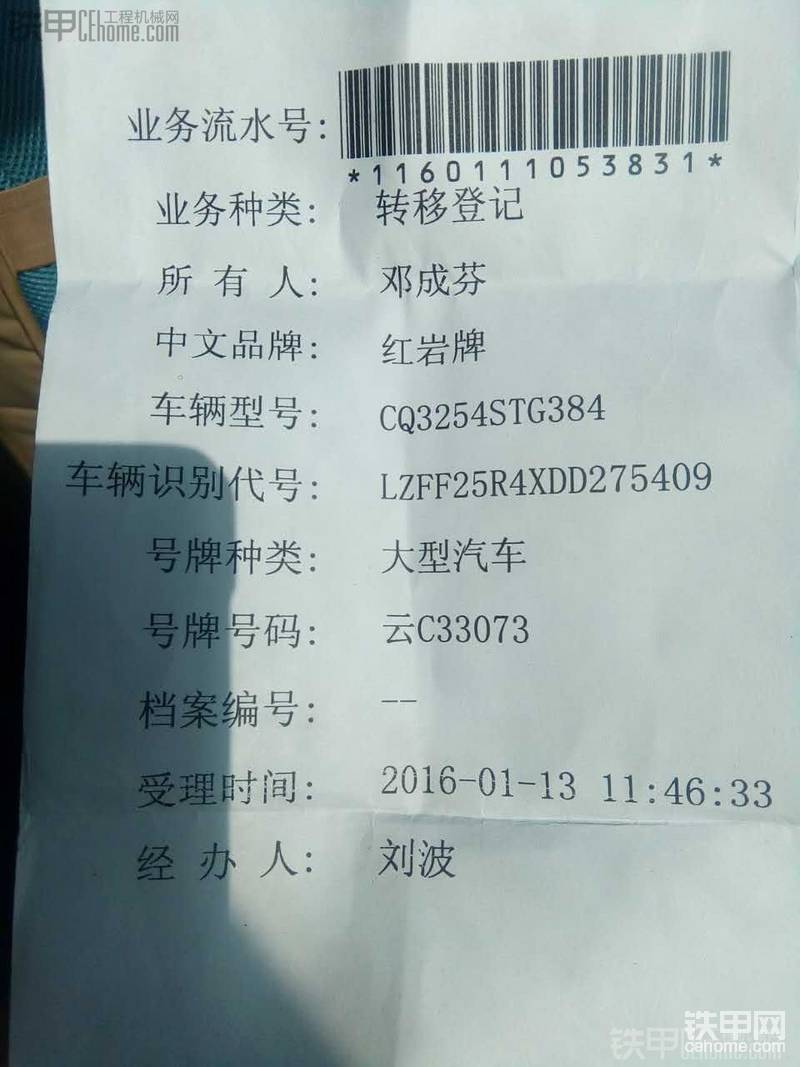 铁甲工程机械网
CEhome.com
业务流水号:
*1160111053831*
业务种类: 转移登记
所有人: 邓成芬
中文品牌: 红岩牌
车辆型号: CQ3254STG384
车辆识别代号: LZFF25R4XDD275409
号牌种类: 大型汽车
号牌号码: 云C33073
档案编号: --
受理时间: 2016-01-13 11:46:33
经办人: 刘波
铁甲网
cahome.com